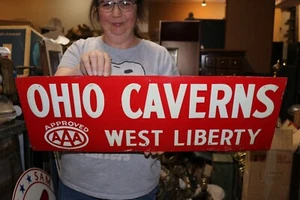 OHIO CAVERNS
APPROVED
AAA
WEST LIBERTY